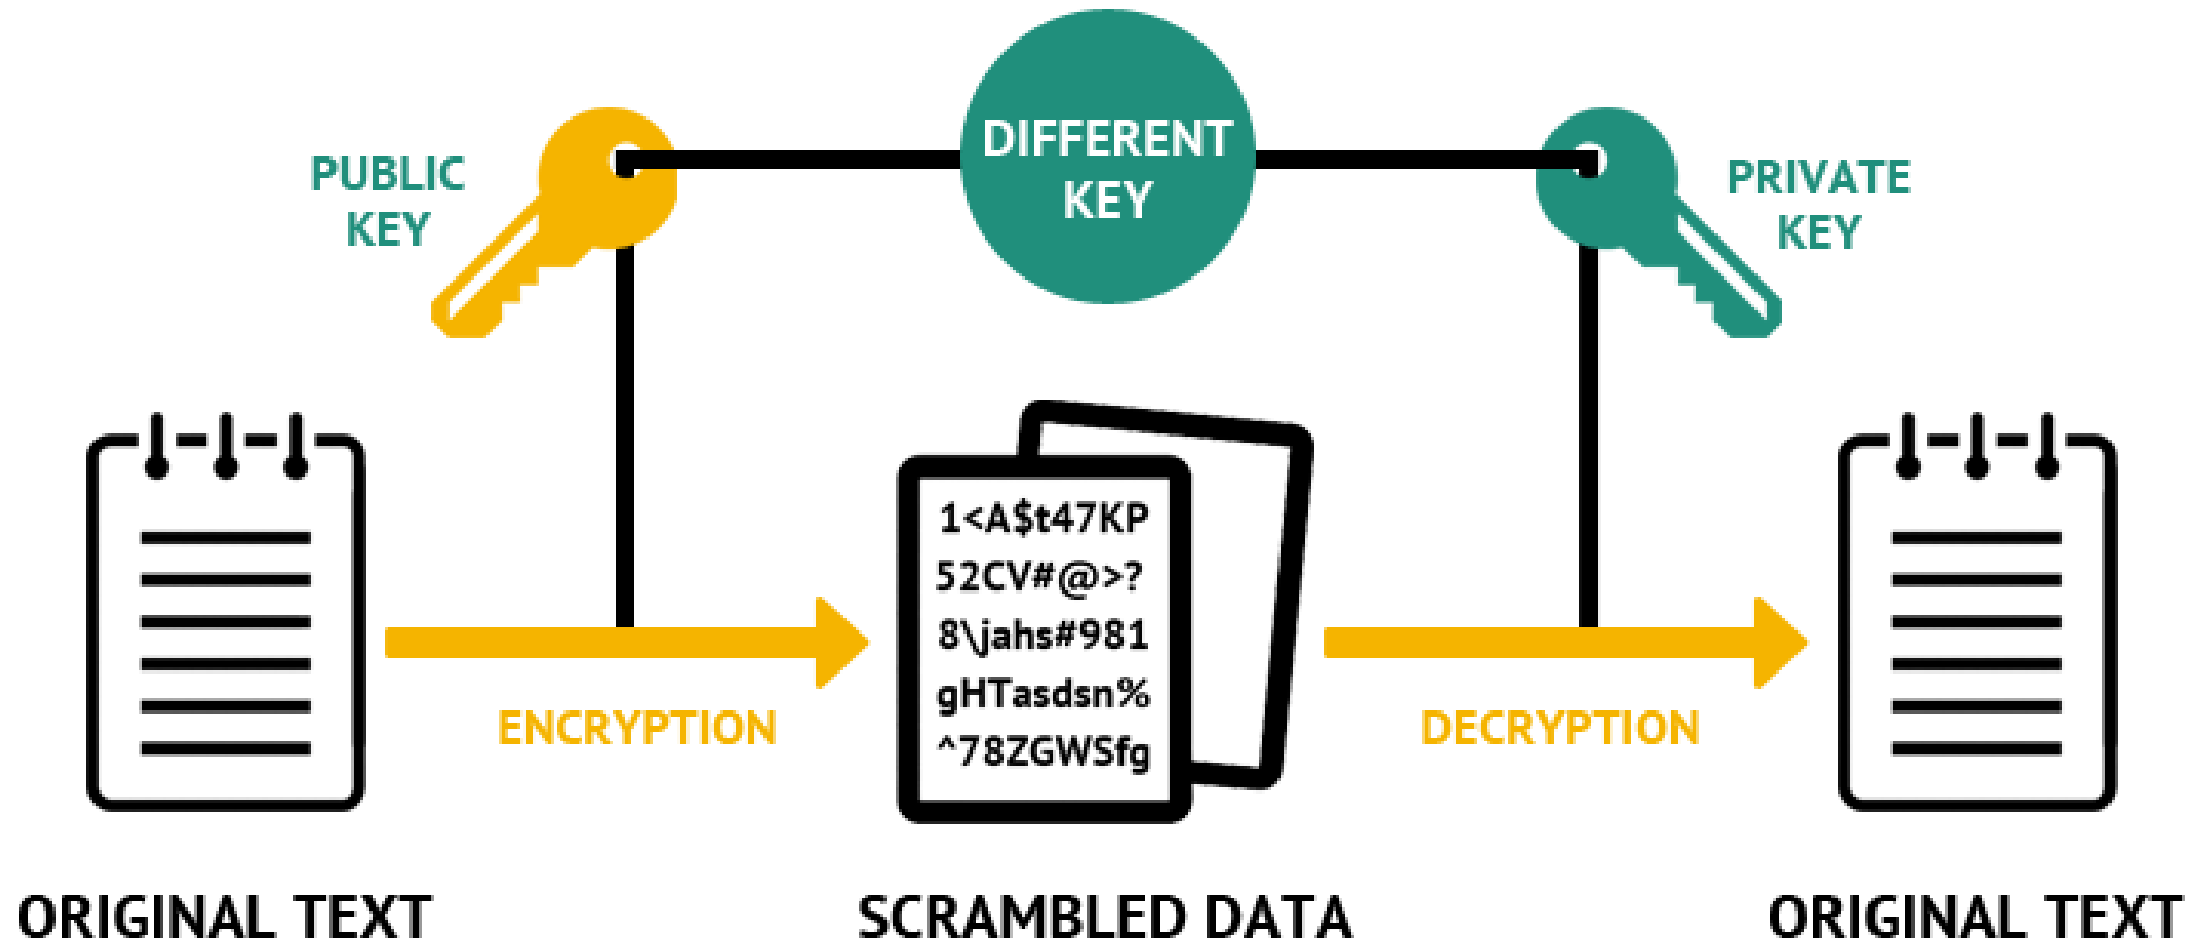 DIFFERENT
KEY
PUBLIC
KEY
PRIVATE
KEY
1<A$t47KP
52CV#@>?
8\jahs#981
gHTasdsn%
^78ZGWSfg
ENCRYPTION
DECRYPTION
ORIGINAL TEXT
SCRAMBLED DATA
ORIGINAL TEXT